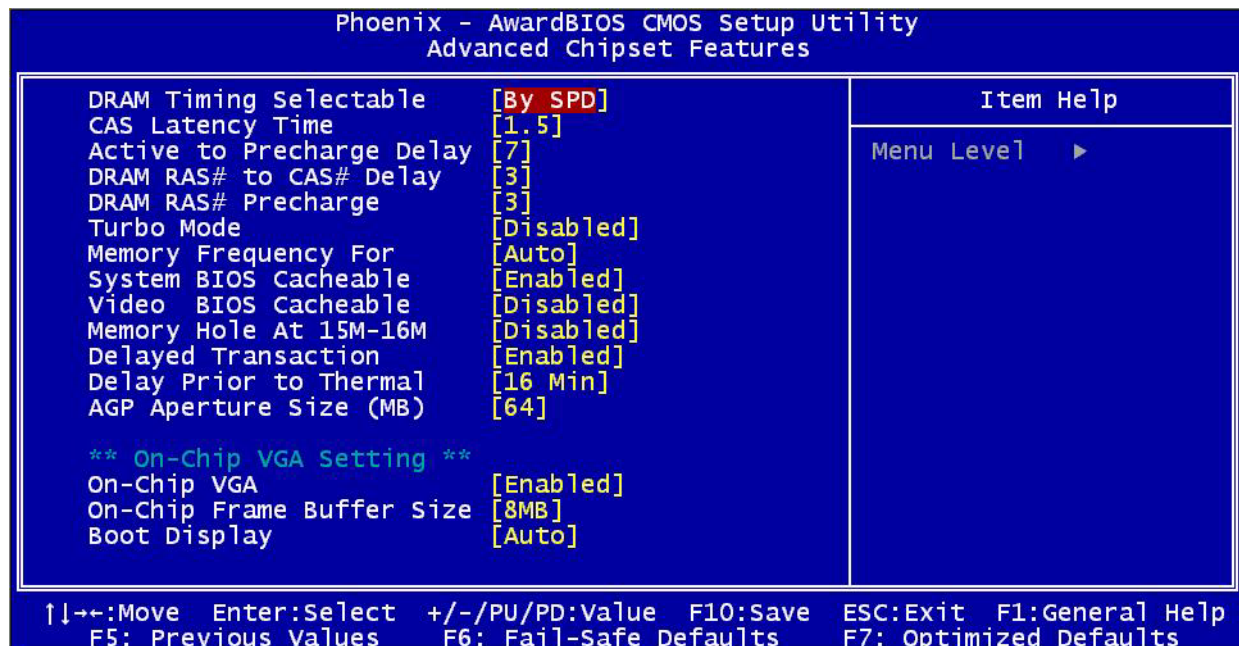 Phoenix - AwardBIOS CMOS Setup Utility
Advanced Chipset Features
DRAM Timing Selectable [By SPD]
CAS Latency Time [1.5]
Active to Precharge Delay [7]
DRAM RAS# to CAS# Delay [3]
DRAM RAS# Precharge [3]
Turbo Mode [Disabled]
Memory Frequency For [Auto]
System BIOS Cacheable [Enabled]
Video BIOS Cacheable [Disabled]
Memory Hole At 15M-16M [Disabled]
Delayed Transaction [Enabled]
Delay Prior to Thermal [16 Min]
AGP Aperture Size (MB) [64]
** On-Chip VGA Setting **
On-Chip VGA [Enabled]
On-Chip Frame Buffer Size [8MB]
Boot Display [Auto]
Item Help
Menu Level ▶
↑↓→←:Move Enter:Select +/-/PU/PD:Value F10:Save ESC:Exit F1:General Help
F5: Previous Values F6: Fail-Safe Defaults F7: Optimized Defaults